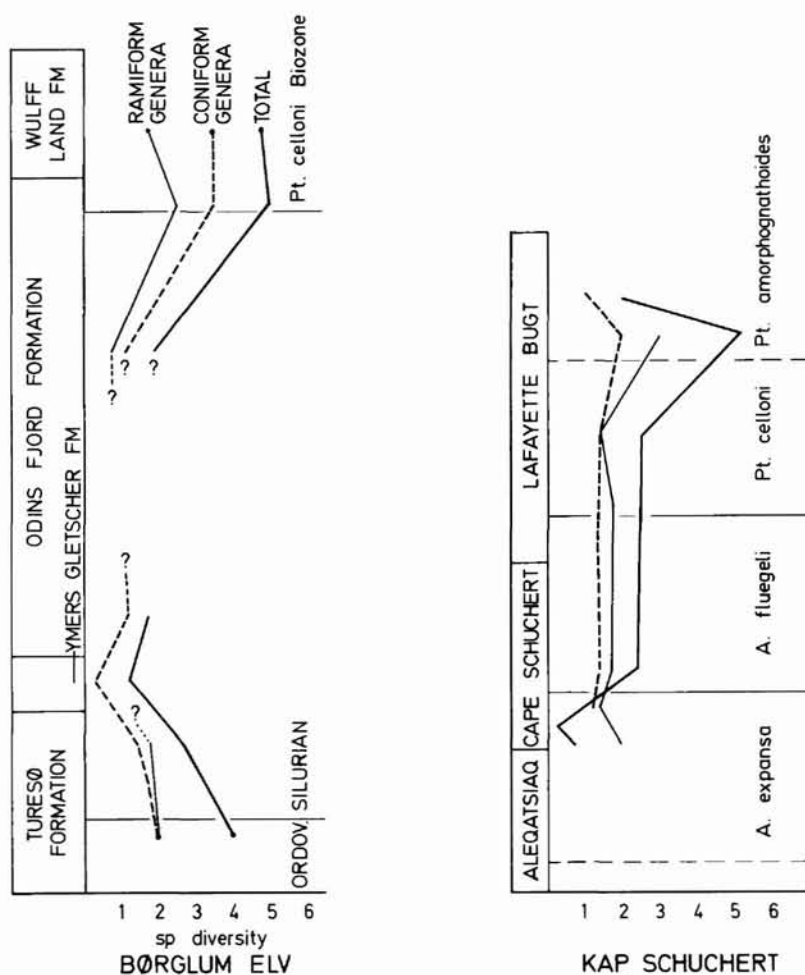 WULFF
LAND FM
ODINS FJORD FORMATION
YMERS GLETSCHER FM
TURESØ
FORMATION
RAMIFORM
GENERA
CONIFORM
GENERA
TOTAL
Pt. celloni Biozone
?
?
?
?
?
ORDOV.
SILURIAN
1 2 3 4 5 6
sp diversity
BØRGLUM ELV
LAFAYETTE BUGT
CAPE SCHUCHERT
ALEQATSIAQ
Pt. amorphognathoides
Pt. celloni
A. fluegeli
A. expansa
1 2 3 4 5 6
KAP SCHUCHERT